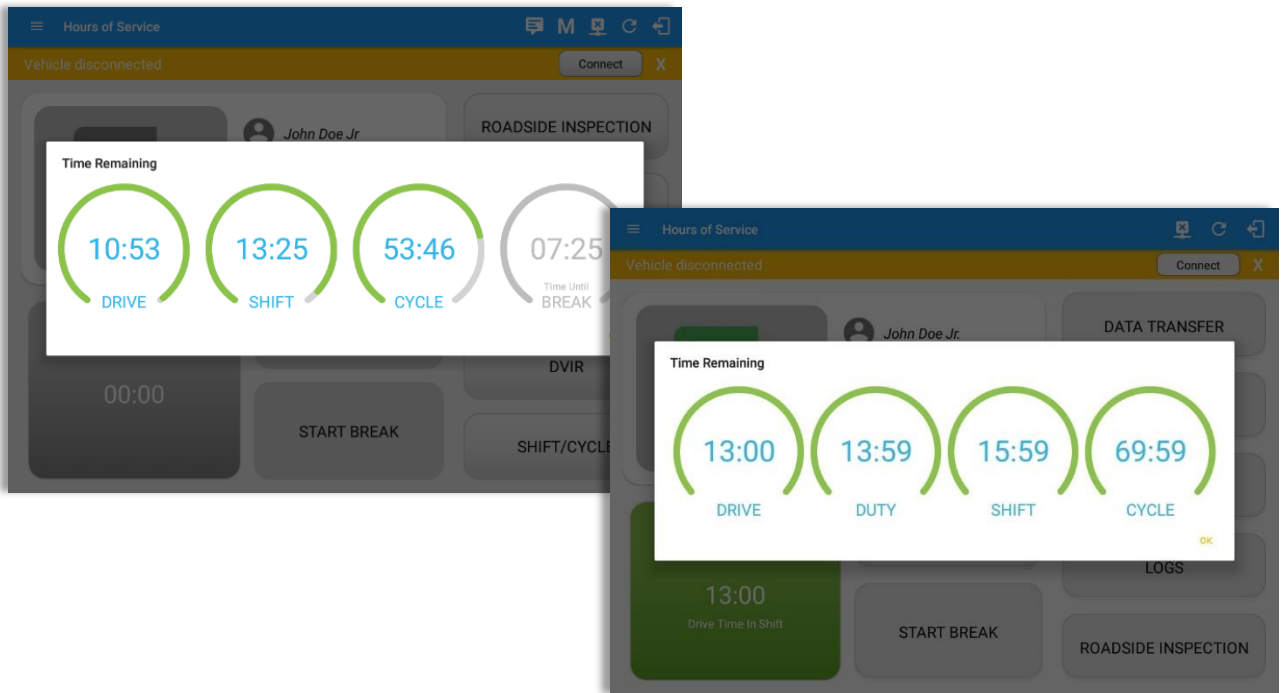 Hours of Service
M
Vehicle disconnected
Connect
X
John Doe Jr
ROADSIDE INSPECTION
Time Remaining
10:53
DRIVE
13:25
SHIFT
53:46
CYCLE
07:25
Time Until
BREAK
DVIR
00:00
START BREAK
SHIFT/CYCLE
Hours of Service
Vehicle disconnected
Connect
X
John Doe Jr.
DATA TRANSFER
Time Remaining
13:00
DRIVE
13:59
DUTY
15:59
SHIFT
69:59
CYCLE
OK
LOGS
13:00
Drive Time In Shift
START BREAK
ROADSIDE INSPECTION